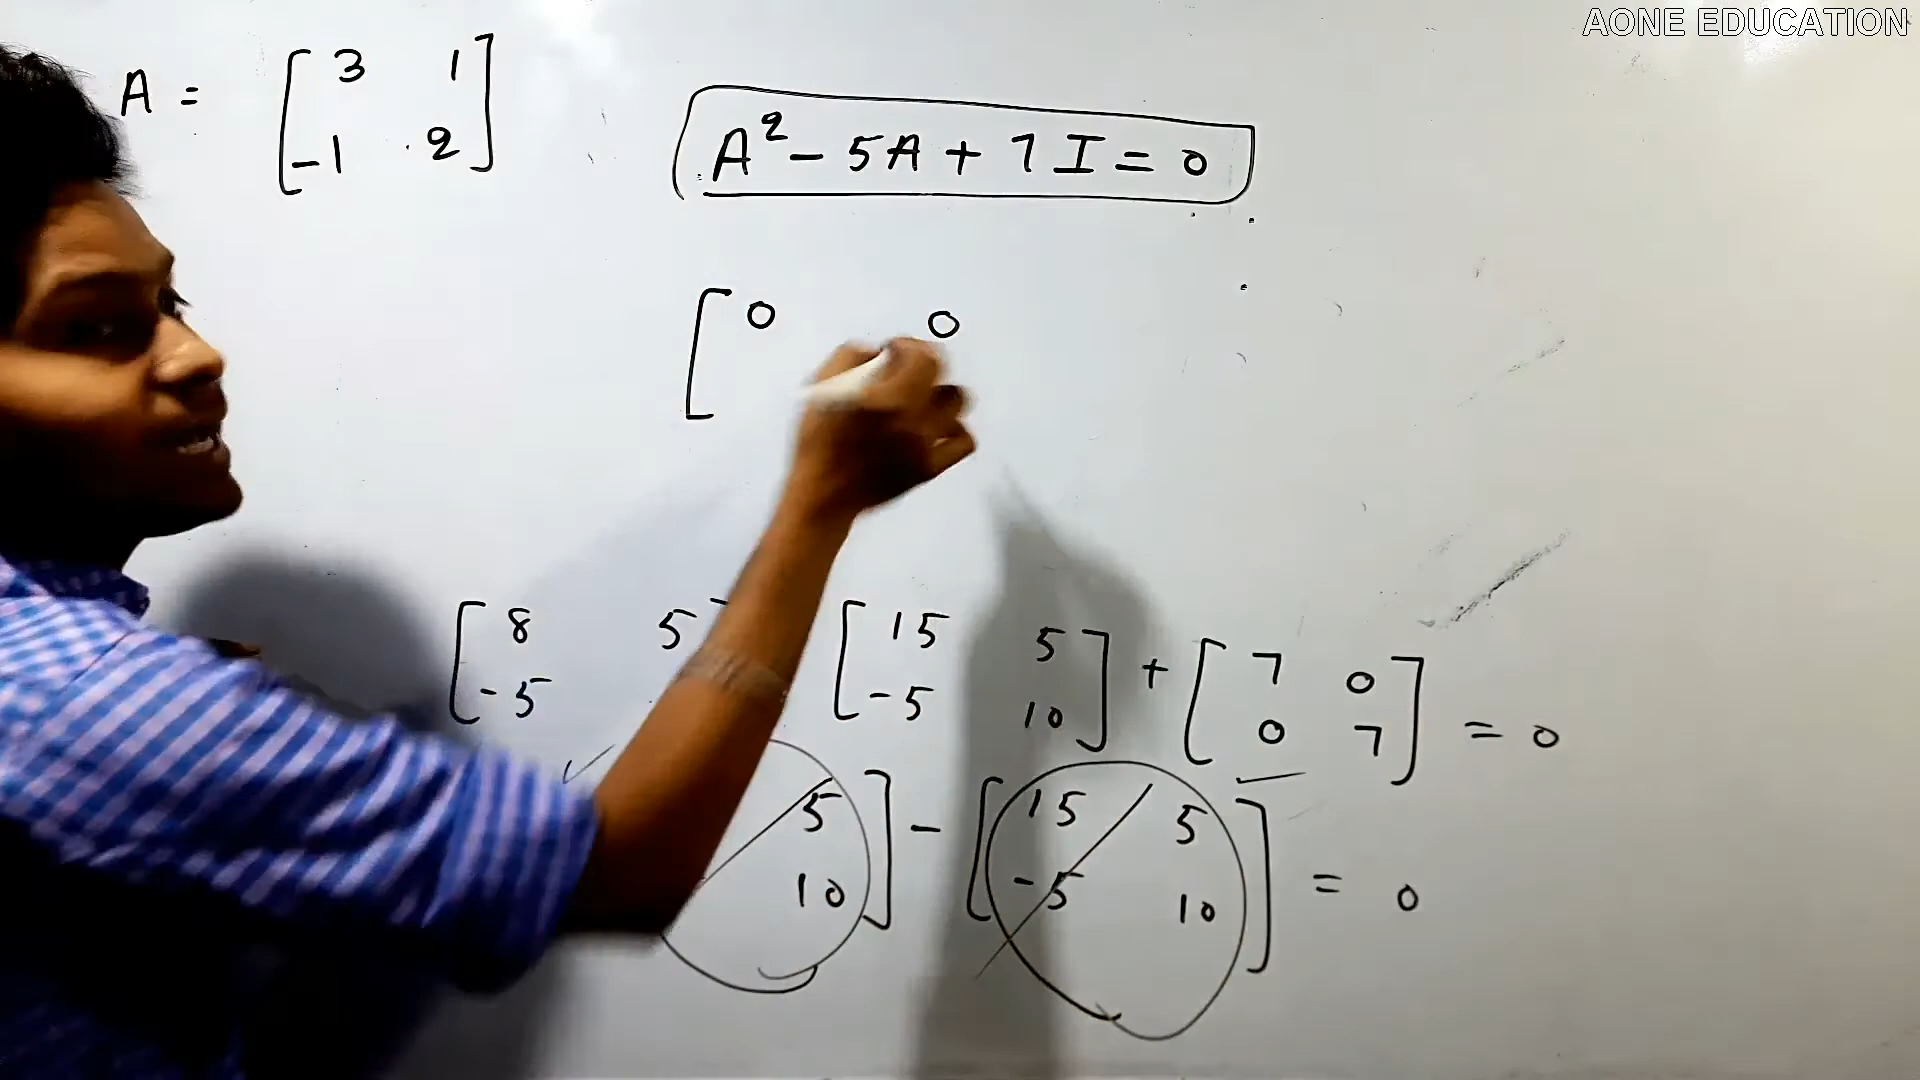 AONE EDUCATION
A = [ 3 1
-1 2 ]
A² - 5A + 7I = 0
[ 0 0
[ 8 5 [ 15 5 ] + [ 7 0 ] = 0
-5 -5 10 0 7
5 ] - [ 15 5 ] = 0
10 -5 10